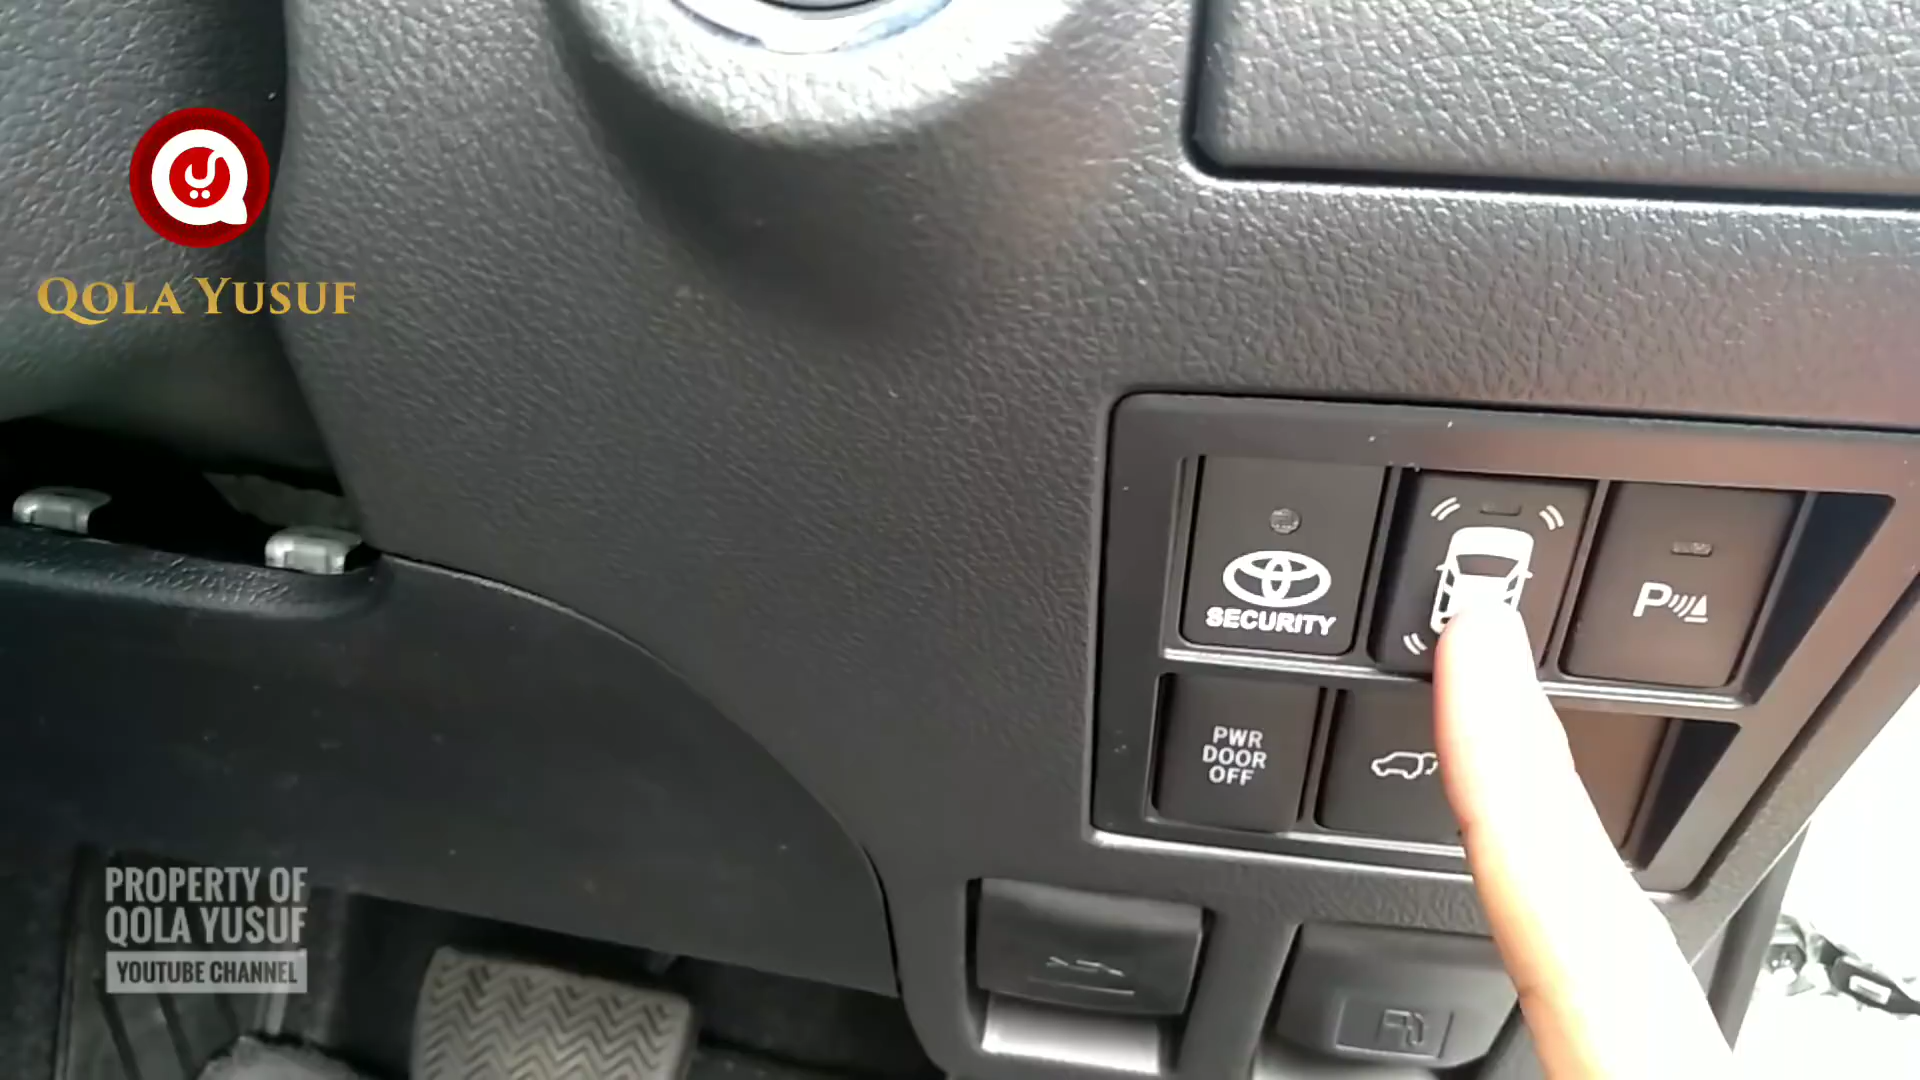 QOLA YUSUF
SECURITY
P
PWR
DOOR
OFF
PROPERTY OF
QOLA YUSUF
YOUTUBE CHANNEL